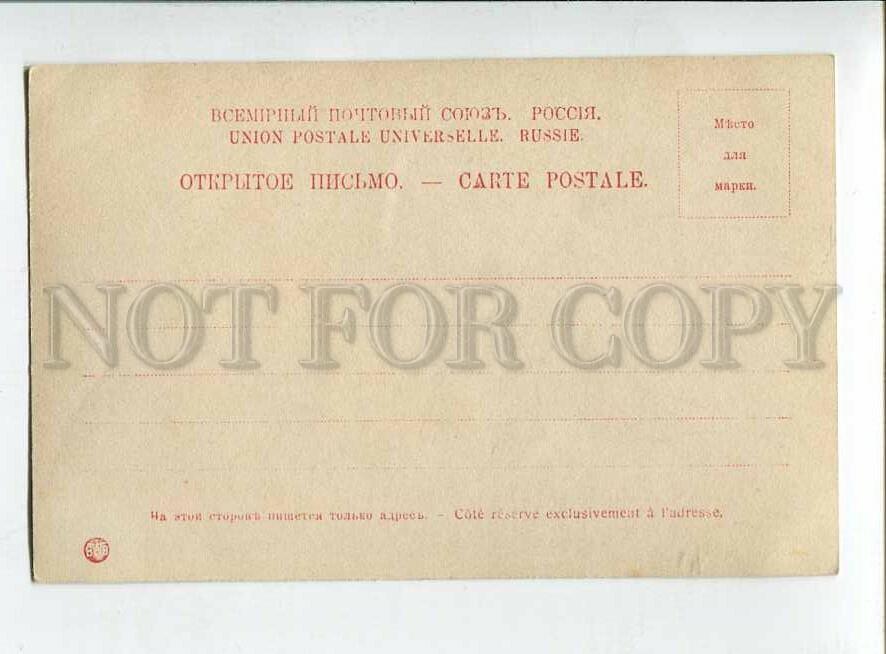 ВСЕМІРНЫЙ ПОЧТОВЫЙ СОЮЗЪ. РОССІЯ.
UNION POSTALE UNIVERSELLE. RUSSIE.
ОТКРЫТОЕ ПИСЬМО. — CARTE POSTALE.
Мѣсто
для
марки.
NOT FOR COPY
На этой сторонѣ пишется только адресъ. – Côté réservé exclusivement à l'adresse.